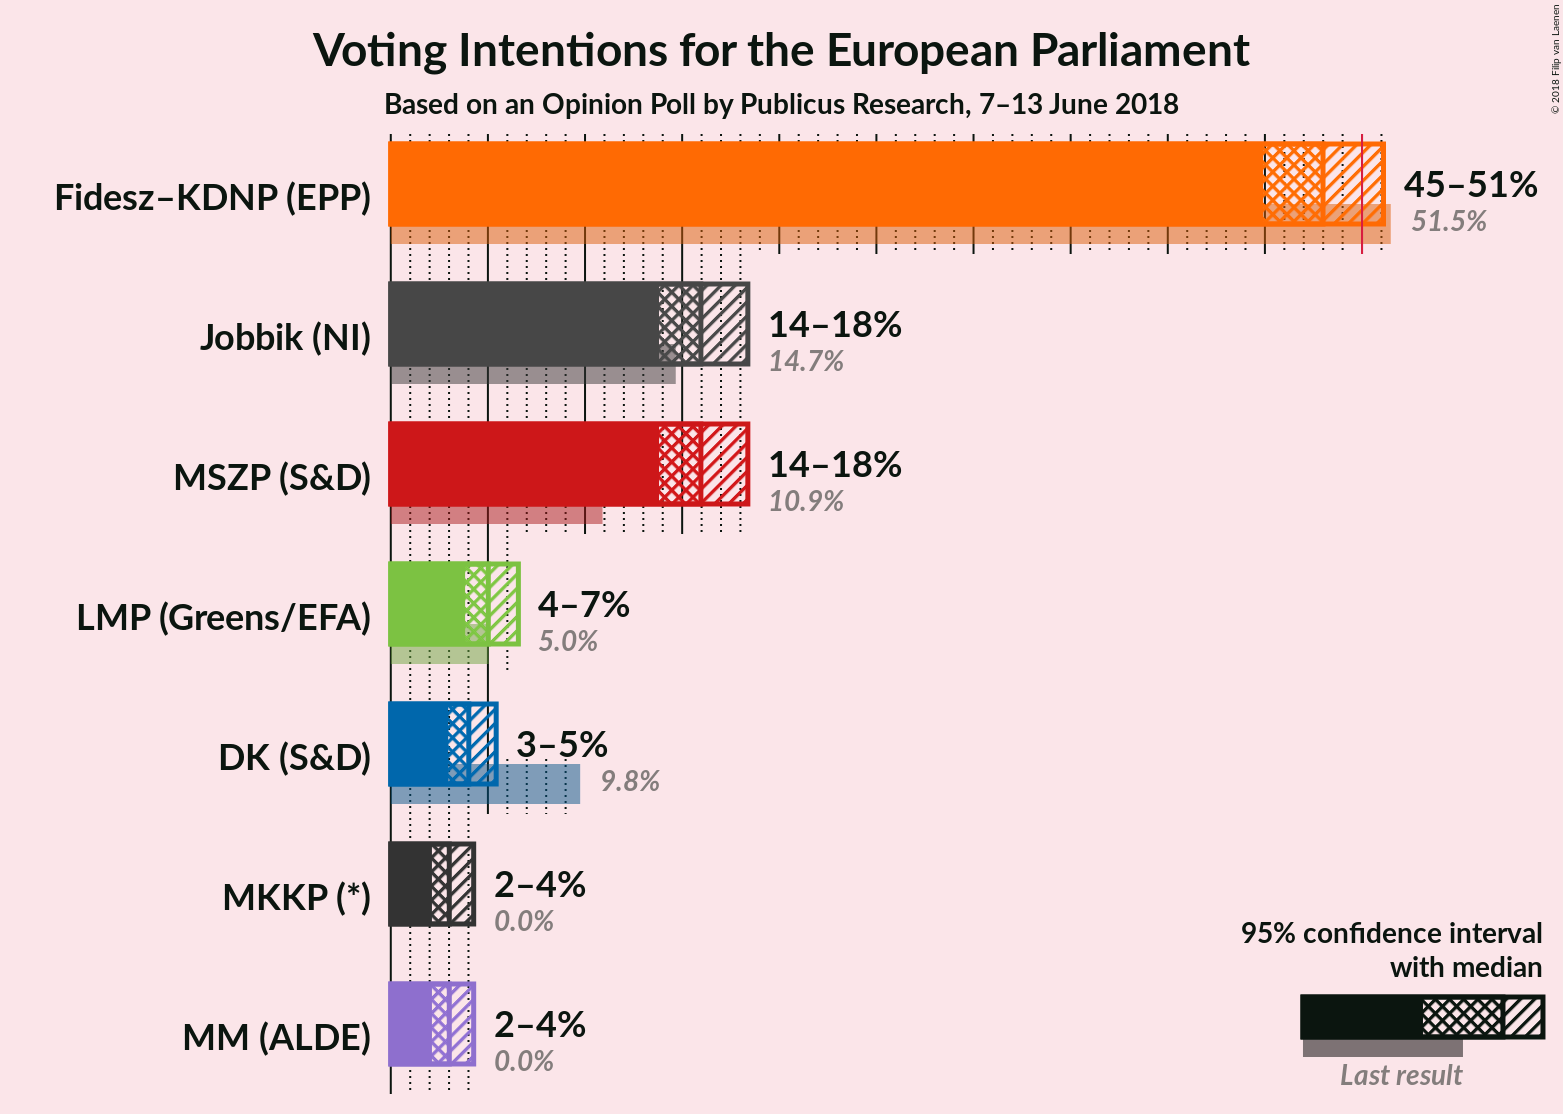 Voting Intentions for the European Parliament
Based on an Opinion Poll by Publicus Research, 7–13 June 2018
© 2018 Filip van Laenen
Fidesz–KDNP (EPP)
45–51%
51.5%
Jobbik (NI)
14–18%
14.7%
MSZP (S&D)
14–18%
10.9%
LMP (Greens/EFA)
4–7%
5.0%
DK (S&D)
3–5%
9.8%
MKKP (*)
2–4%
0.0%
MM (ALDE)
2–4%
0.0%
95% confidence interval
with median
Last result